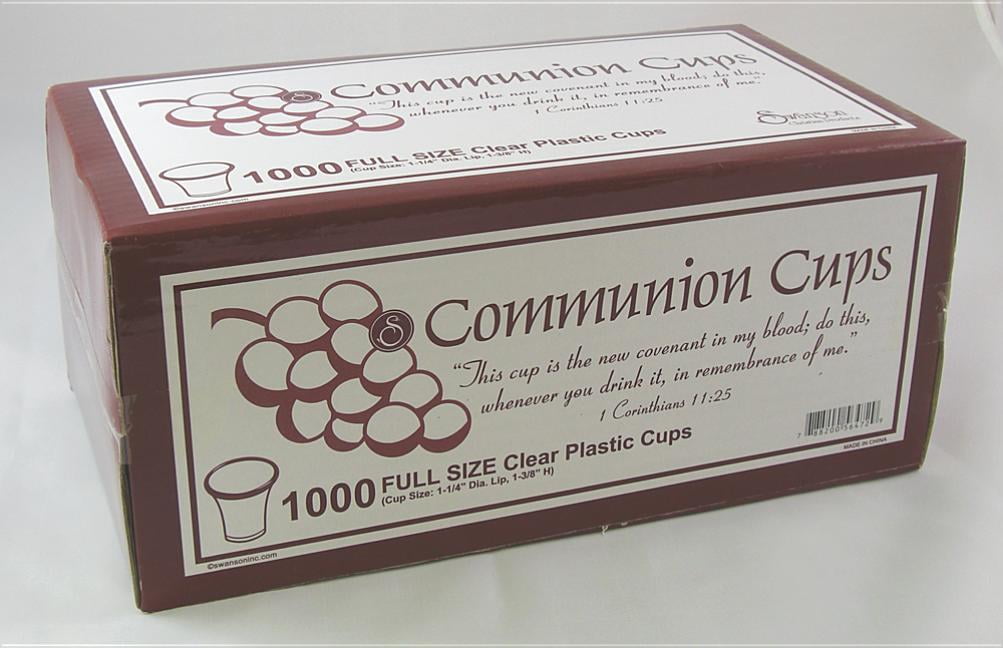 Communion Cups
"This cup is the new covenant in my blood; do this,
whenever you drink it, in remembrance of me."
1 Corinthians 11:25
Swanson
Christian Products
1000 FULL SIZE Clear Plastic Cups
(Cup Size: 1-1/4" Dia. Lip, 1-3/8" H)
©swansoninc.com
S
Communion Cups
"This cup is the new covenant in my blood; do this,
whenever you drink it, in remembrance of me."
1 Corinthians 11:25
1000 FULL SIZE Clear Plastic Cups
(Cup Size: 1-1/4" Dia. Lip, 1-3/8" H)
MADE IN CHINA
©swansoninc.com